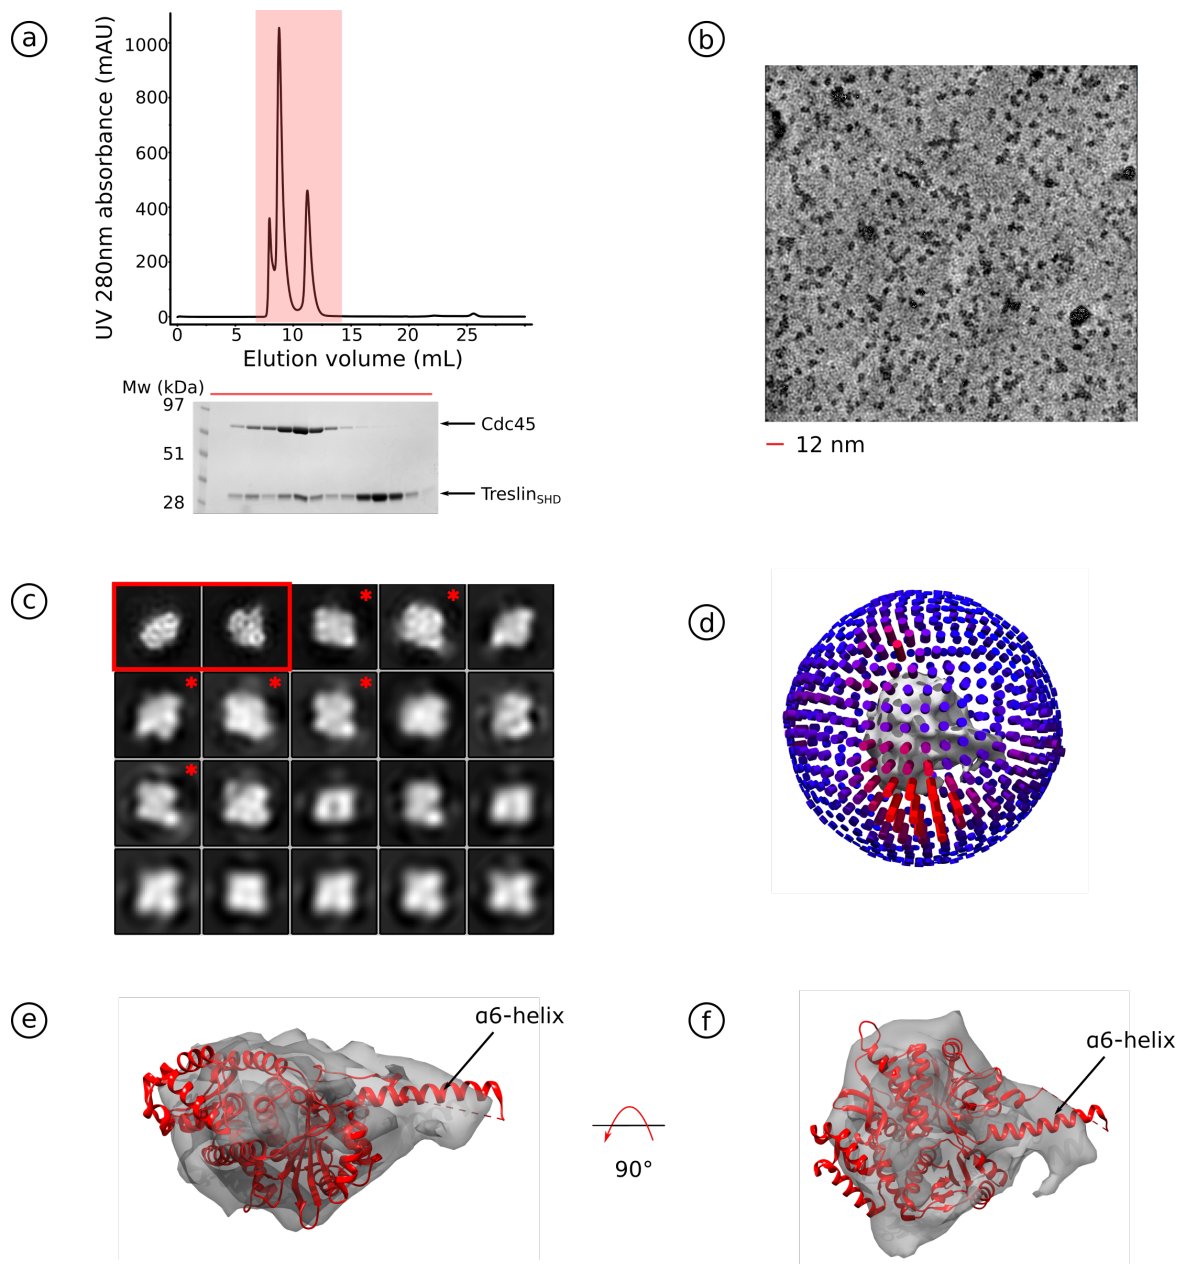 a
UV 280nm absorbance (mAU)
1000
800
600
400
200
0
0 5 10 15 20 25
Elution volume (mL)
Mw (kDa)
97
51
28
Cdc45
TreslinSHD
b
12 nm
c
* *
* * *
*
d
e
α6-helix
90°
f
α6-helix